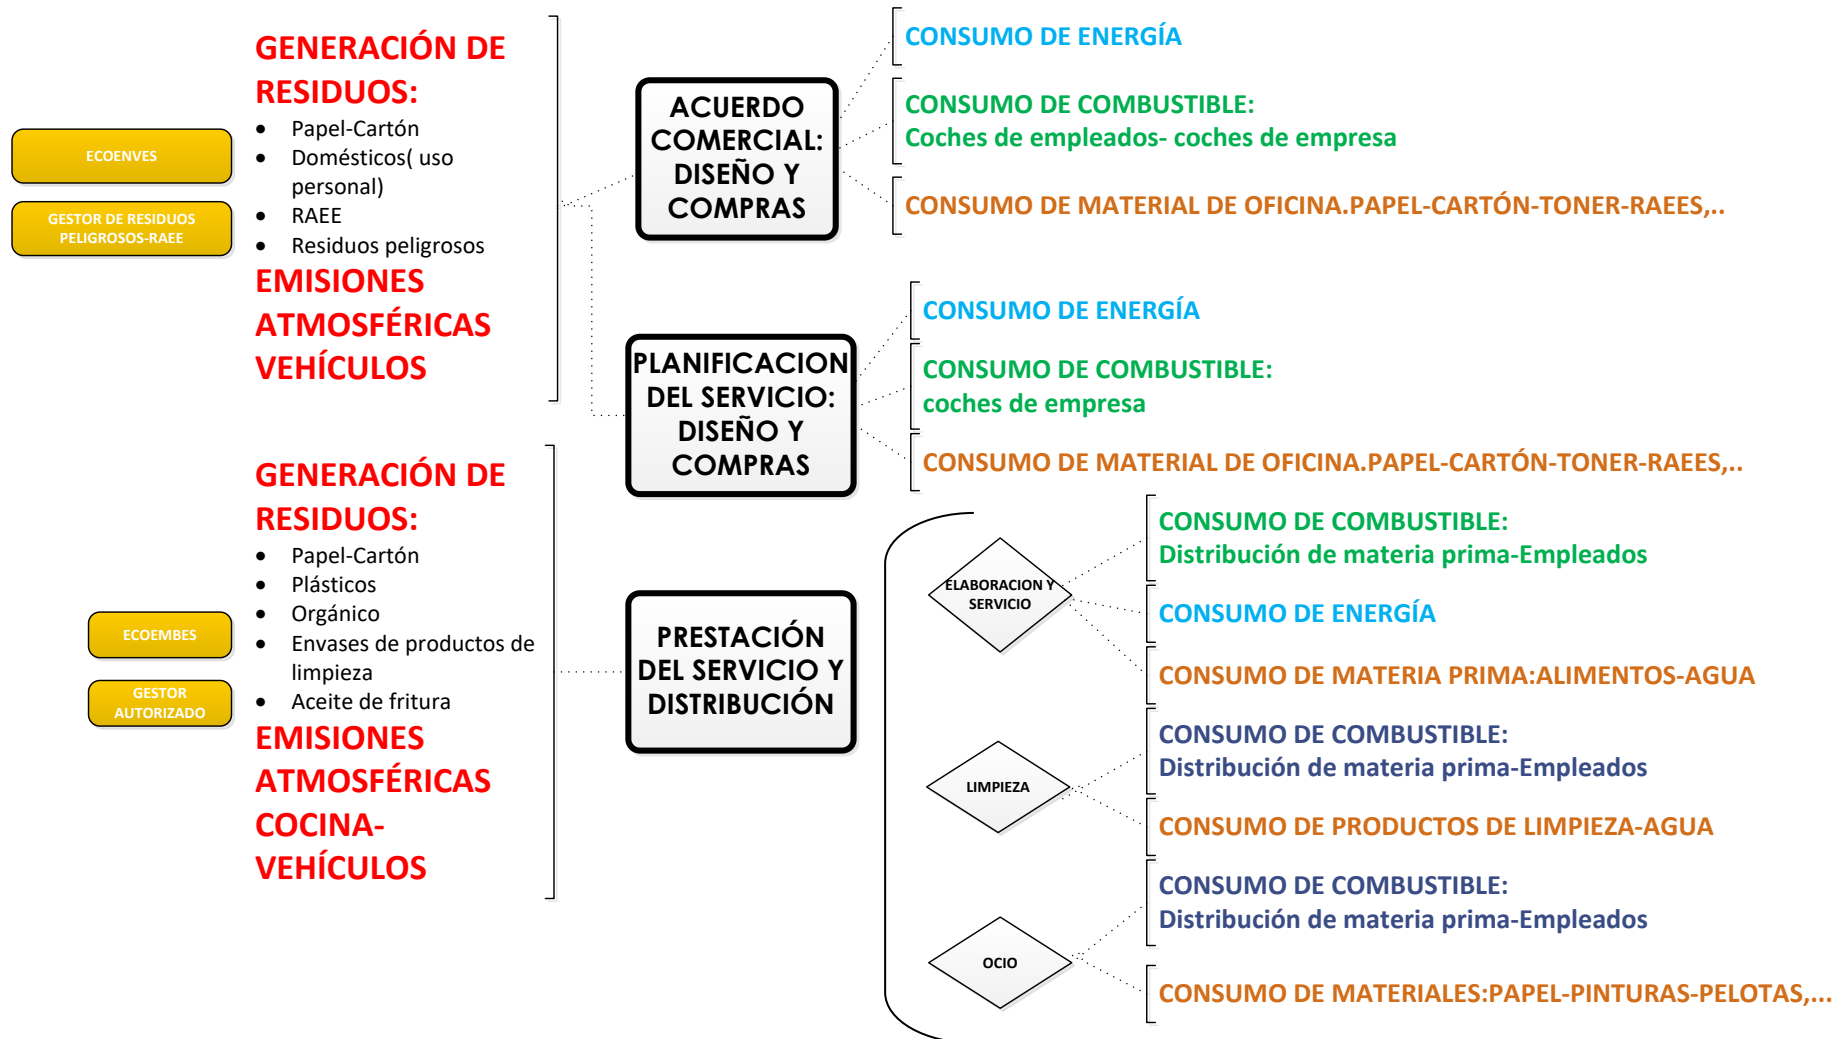 ECOENVES
GESTOR DE RESIDUOS
PELIGROSOS-RAEE
GENERACIÓN DE
RESIDUOS:
• Papel-Cartón
• Domésticos( uso
personal)
• RAEE
• Residuos peligrosos
EMISIONES
ATMOSFÉRICAS
VEHÍCULOS
ACUERDO
COMERCIAL:
DISEÑO Y
COMPRAS
CONSUMO DE ENERGÍA
CONSUMO DE COMBUSTIBLE:
Coches de empleados- coches de empresa
CONSUMO DE MATERIAL DE OFICINA.PAPEL-CARTÓN-TONER-RAEES,..
PLANIFICACION
DEL SERVICIO:
DISEÑO Y
COMPRAS
CONSUMO DE ENERGÍA
CONSUMO DE COMBUSTIBLE:
coches de empresa
CONSUMO DE MATERIAL DE OFICINA.PAPEL-CARTÓN-TONER-RAEES,..
ECOEMBES
GESTOR
AUTORIZADO
GENERACIÓN DE
RESIDUOS:
• Papel-Cartón
• Plásticos
• Orgánico
• Envases de productos de
limpieza
• Aceite de fritura
EMISIONES
ATMOSFÉRICAS
COCINA-
VEHÍCULOS
PRESTACIÓN
DEL SERVICIO Y
DISTRIBUCIÓN
ELABORACION Y
SERVICIO
CONSUMO DE COMBUSTIBLE:
Distribución de materia prima-Empleados
CONSUMO DE ENERGÍA
CONSUMO DE MATERIA PRIMA:ALIMENTOS-AGUA
LIMPIEZA
CONSUMO DE COMBUSTIBLE:
Distribución de materia prima-Empleados
CONSUMO DE PRODUCTOS DE LIMPIEZA-AGUA
OCIO
CONSUMO DE COMBUSTIBLE:
Distribución de materia prima-Empleados
CONSUMO DE MATERIALES:PAPEL-PINTURAS-PELOTAS,...